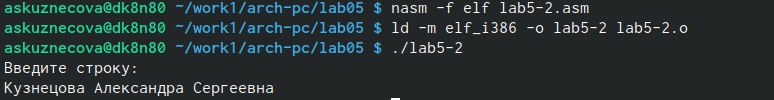 askuznecova@dk8n80 ~/work1/arch-pc/lab05 $ nasm -f elf lab5-2.asm
askuznecova@dk8n80 ~/work1/arch-pc/lab05 $ ld -m elf_i386 -o lab5-2 lab5-2.o
askuznecova@dk8n80 ~/work1/arch-pc/lab05 $ ./lab5-2
Введите строку:
Кузнецова Александра Сергеевна